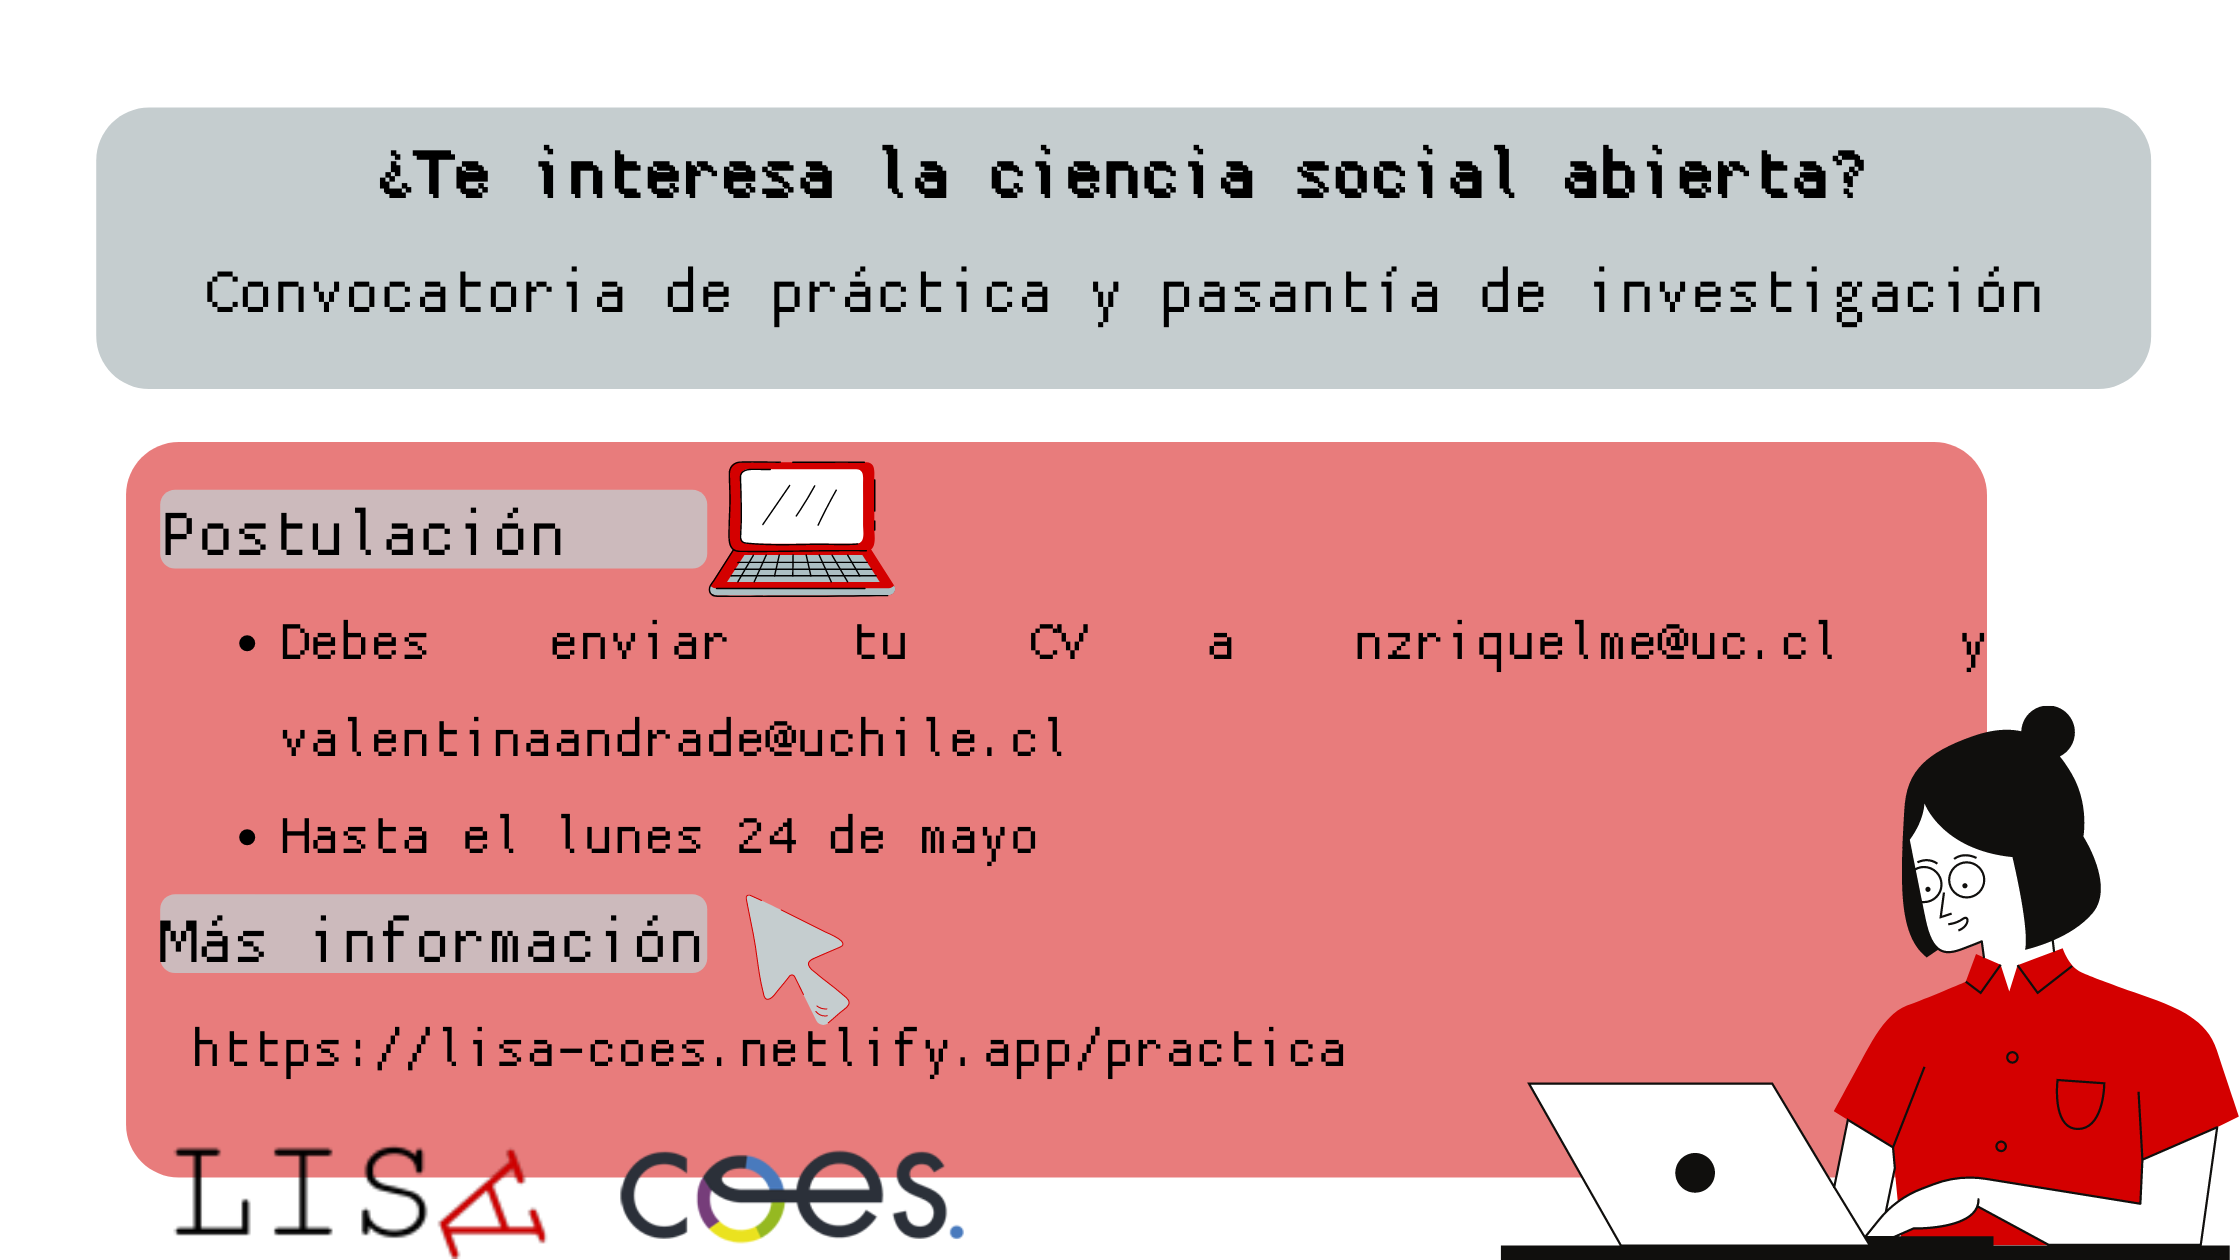 ¿Te interesa la ciencia social abierta?
Convocatoria de práctica y pasantía de investigación
Postulación
• Debes enviar tu CV a nzriquelme@uc.cl y
valentinaandrade@uchile.cl
• Hasta el lunes 24 de mayo
Más información
https://lisa-coes.netlify.app/practica
LISA coes.